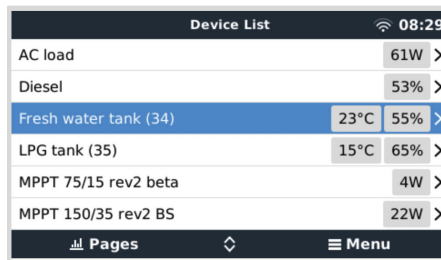 Device List 08:29
AC load 61W
Diesel 53%
Fresh water tank (34) 23°C 55%
LPG tank (35) 15°C 65%
MPPT 75/15 rev2 beta 4W
MPPT 150/35 rev2 BS 22W
Pages Menu